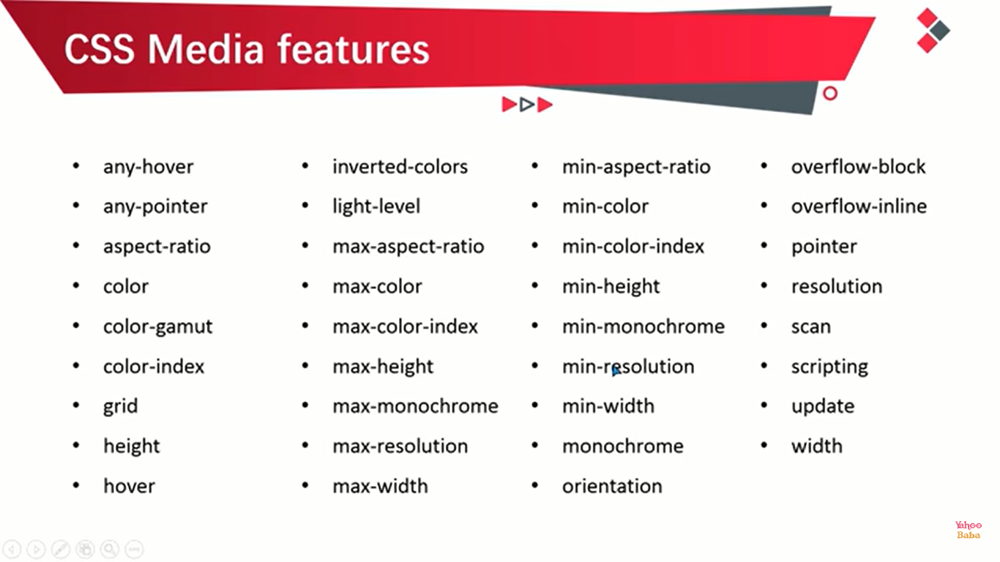 CSS Media features
• any-hover
• any-pointer
• aspect-ratio
• color
• color-gamut
• color-index
• grid
• height
• hover
• inverted-colors
• light-level
• max-aspect-ratio
• max-color
• max-color-index
• max-height
• max-monochrome
• max-resolution
• max-width
• min-aspect-ratio
• min-color
• min-color-index
• min-height
• min-monochrome
• min-resolution
• min-width
• monochrome
• orientation
• overflow-block
• overflow-inline
• pointer
• resolution
• scan
• scripting
• update
• width
Yahoo
Baba